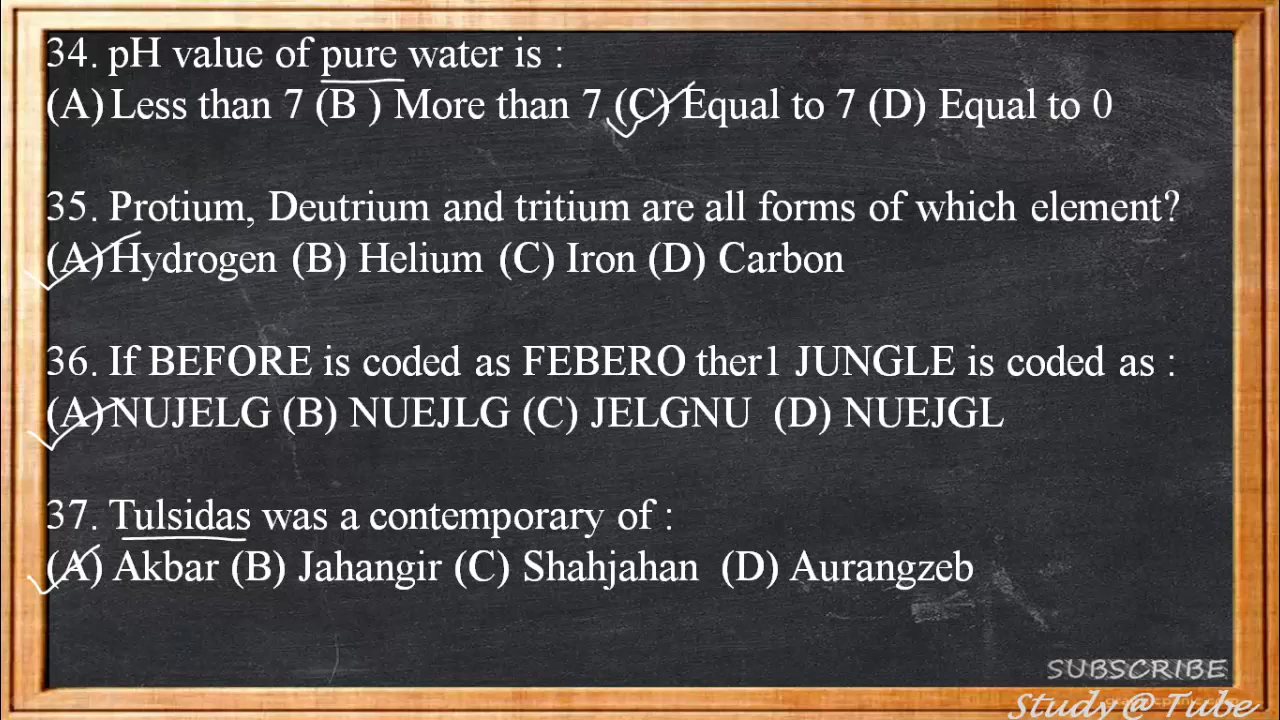 34. pH value of pure water is :
(A) Less than 7 (B ) More than 7 (C) Equal to 7 (D) Equal to 0
35. Protium, Deutrium and tritium are all forms of which element?
(A) Hydrogen (B) Helium (C) Iron (D) Carbon
36. If BEFORE is coded as FEBERO ther1 JUNGLE is coded as :
(A) NUJELG (B) NUEJLG (C) JELGNU (D) NUEJGL
37. Tulsidas was a contemporary of :
(A) Akbar (B) Jahangir (C) Shahjahan (D) Aurangzeb
SUBSCRIBE
Study@Tube